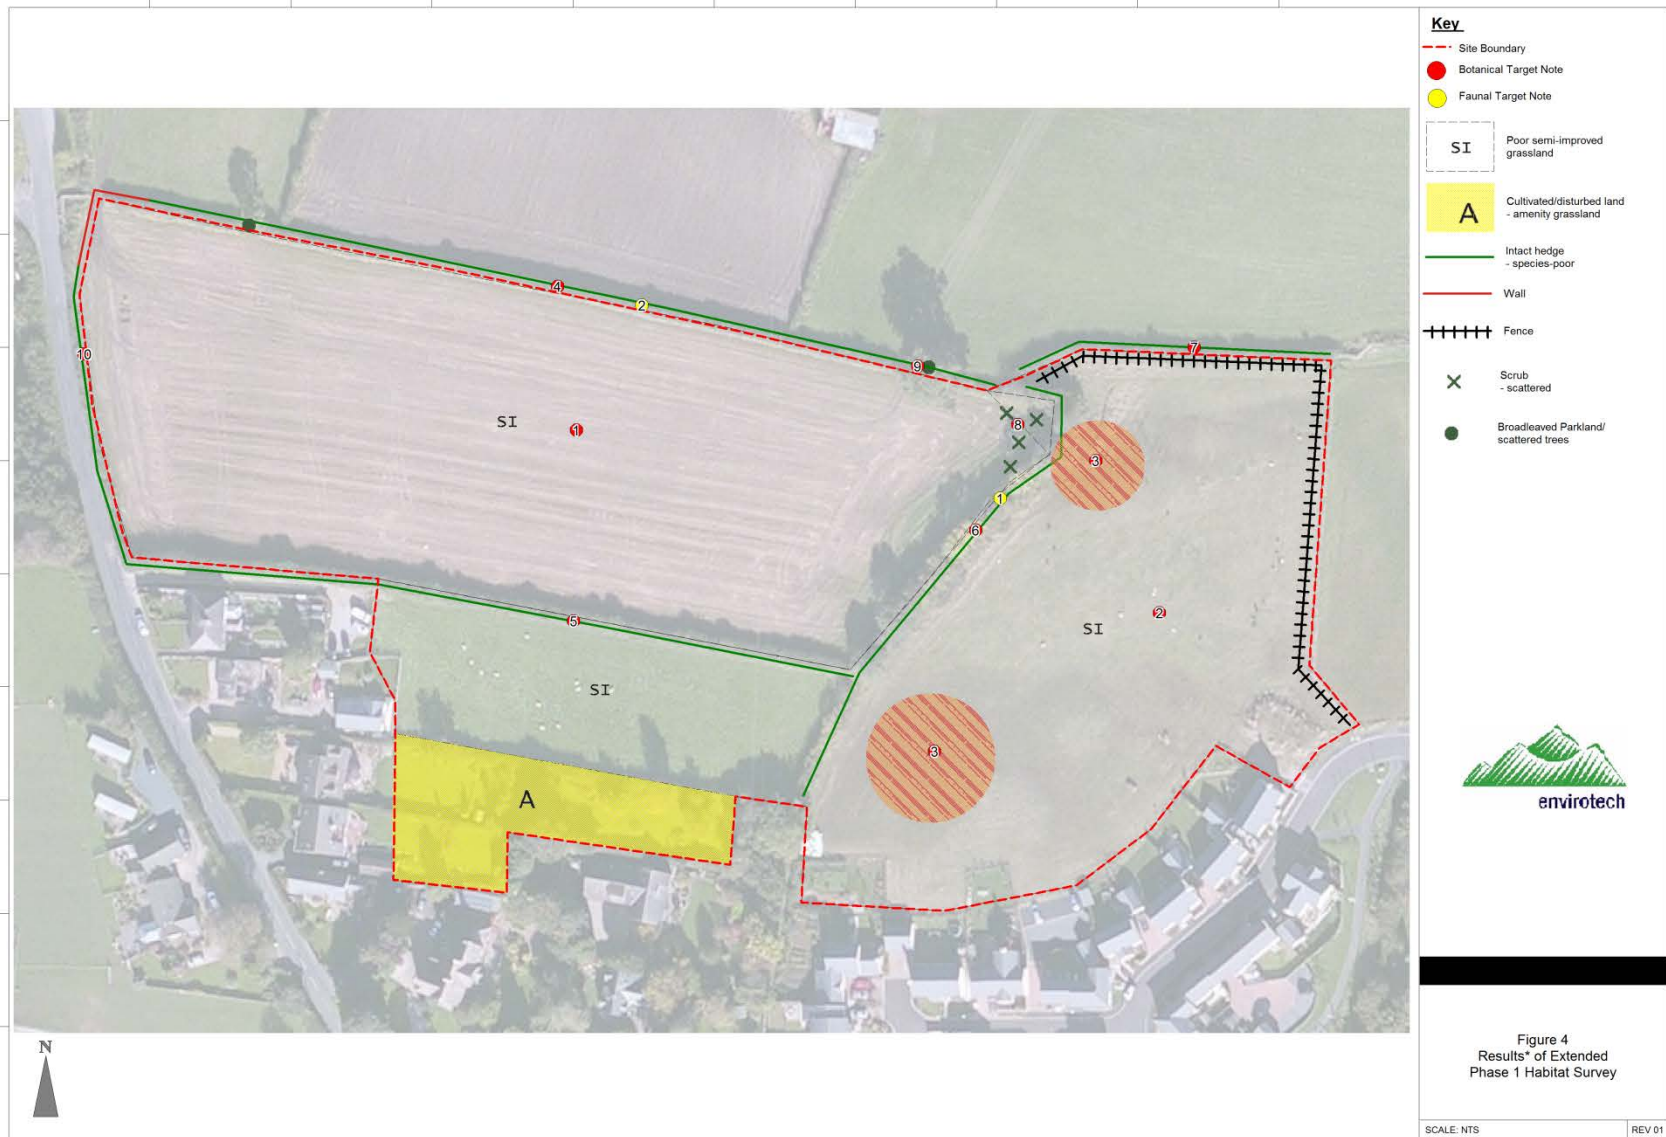 Key
Site Boundary
Botanical Target Note
Faunal Target Note
SI
Poor semi-improved
grassland
A
Cultivated/disturbed land
- amenity grassland
Intact hedge
- species-poor
Wall
Fence
Scrub
- scattered
Broadleaved Parkland/
scattered trees
4
2
10
9
7
SI
1
8
3
1
6
5
SI
2
SI
3
A
envirotech
N
Figure 4
Results* of Extended
Phase 1 Habitat Survey
SCALE: NTS
REV 01